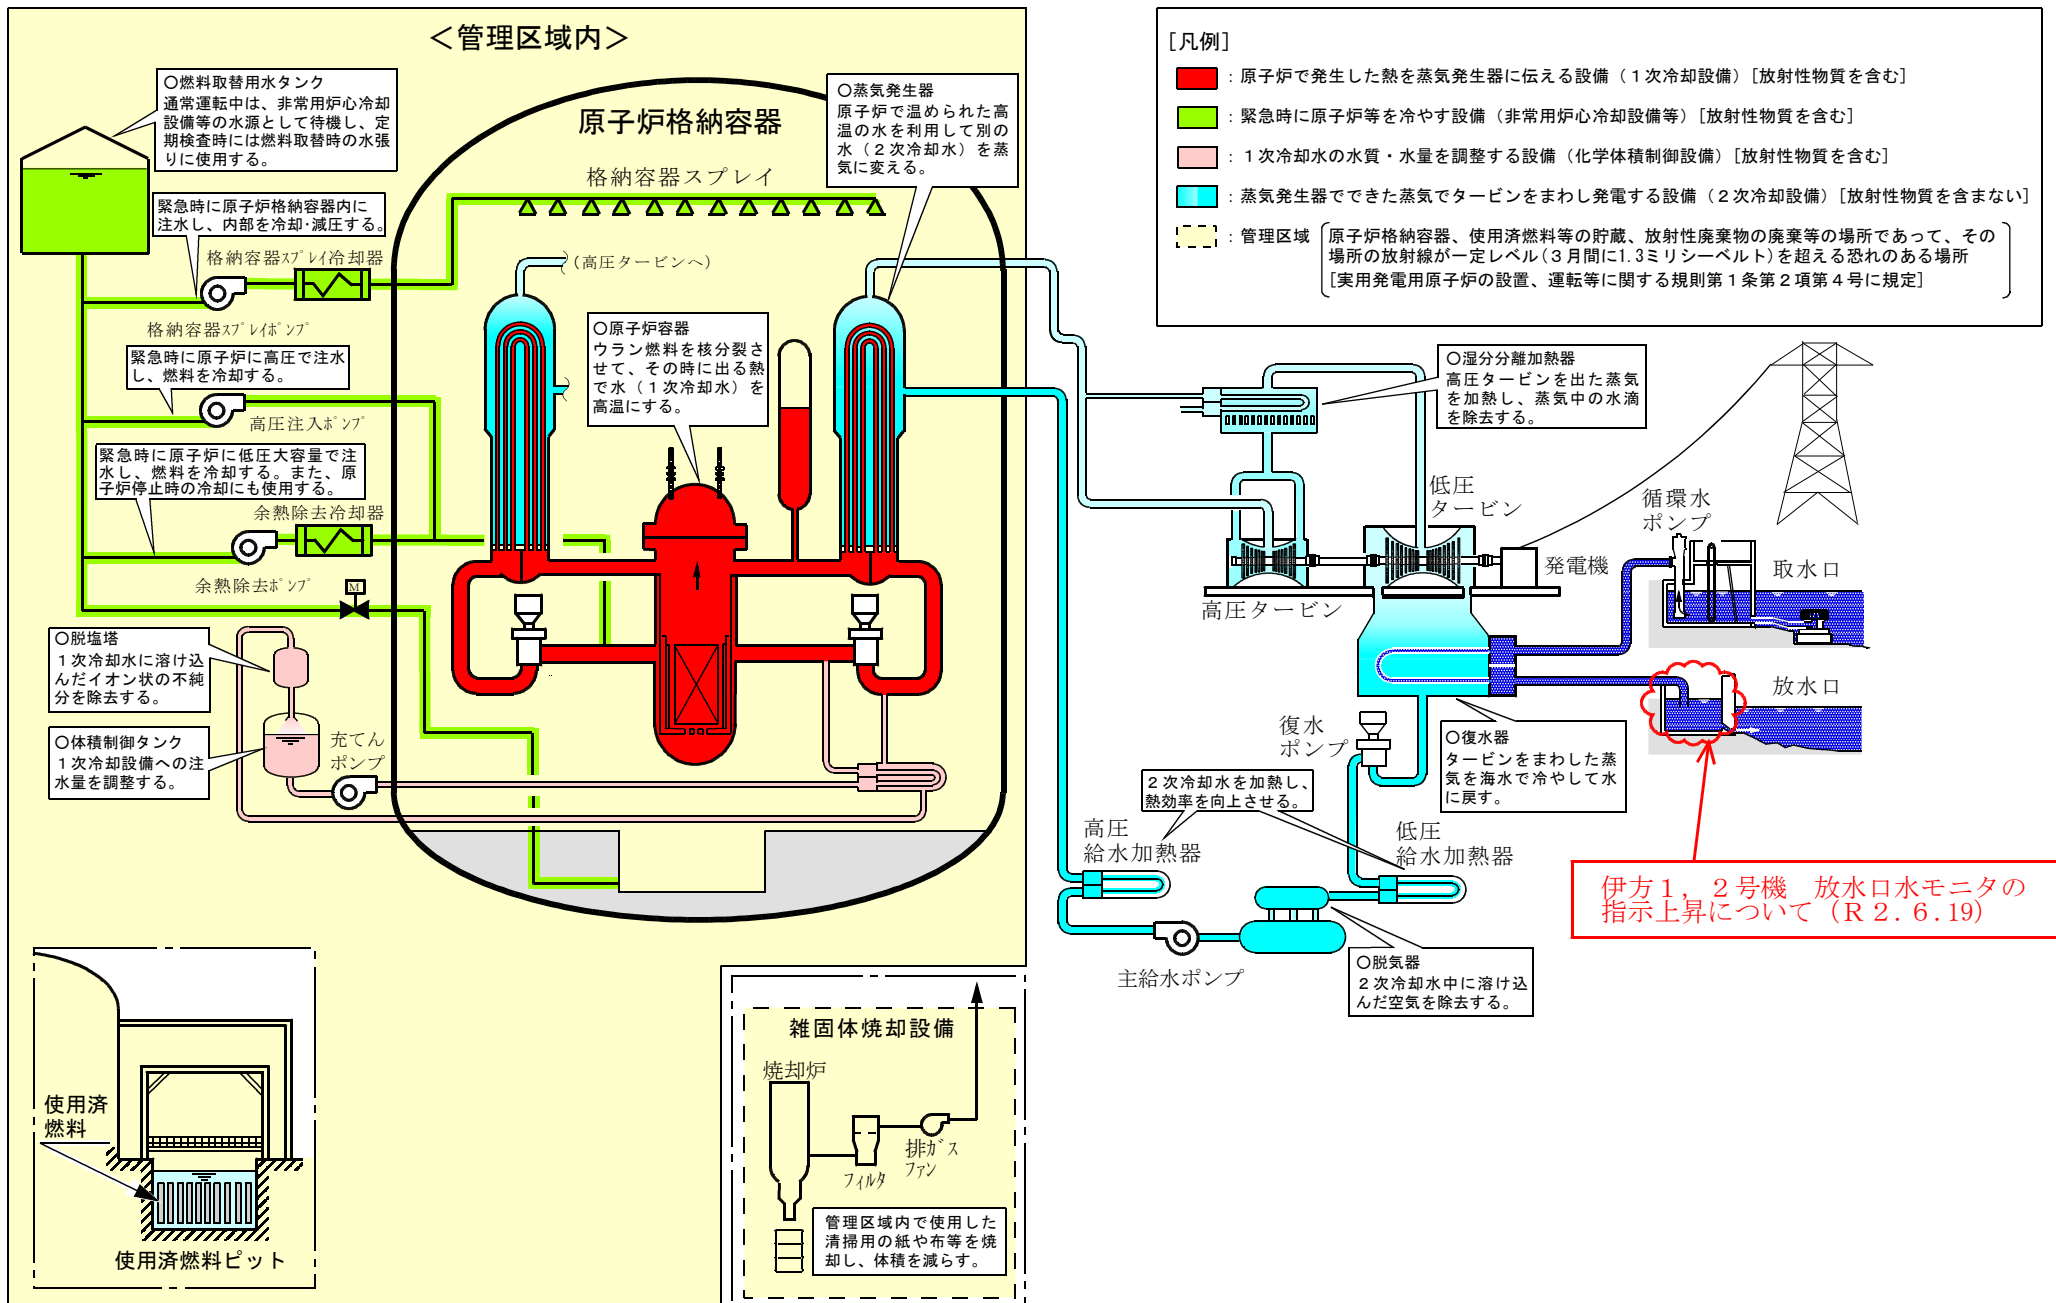 ＜管理区域内＞
○燃料取替用水タンク
通常運転中は、非常用炉心冷却
設備等の水源として待機し、定
期検査時には燃料取替時の水張
りに使用する。
緊急時に原子炉格納容器内に
注水し、内部を冷却・減圧する。
格納容器ｽﾌﾟﾚｲ冷却器
格納容器ｽﾌﾟﾚｲﾎﾟﾝﾌﾟ
緊急時に原子炉に高圧で注水
し、燃料を冷却する。
高圧注入ﾎﾟﾝﾌﾟ
緊急時に原子炉に低圧大容量で注
水し、燃料を冷却する。また、原
子炉停止時の冷却にも使用する。
余熱除去冷却器
余熱除去ﾎﾟﾝﾌﾟ
M
○脱塩塔
１次冷却水に溶け込
んだイオン状の不純
分を除去する。
○体積制御タンク
１次冷却設備への注
水量を調整する。
充てん
ポンプ
原子炉格納容器
格納容器スプレイ
（高圧タービンへ）
○原子炉容器
ウラン燃料を核分裂さ
せて、その時に出る熱
で水（１次冷却水）を
高温にする。
○蒸気発生器
原子炉で温められた高
温の水を利用して別の
水（２次冷却水）を蒸
気に変える。
[凡例]
：原子炉で発生した熱を蒸気発生器に伝える設備（１次冷却設備）[放射性物質を含む]
：緊急時に原子炉等を冷やす設備（非常用炉心冷却設備等）[放射性物質を含む]
：１次冷却水の水質・水量を調整する設備（化学体積制御設備）[放射性物質を含む]
：蒸気発生器でできた蒸気でタービンをまわし発電する設備（２次冷却設備）[放射性物質を含まない]
：管理区域
原子炉格納容器、使用済燃料等の貯蔵、放射性廃棄物の廃棄等の場所であって、その
場所の放射線が一定レベル(３月間に1.3ミリシーベルト)を超える恐れのある場所
[実用発電用原子炉の設置、運転等に関する規則第１条第２項第４号に規定]
○湿分分離加熱器
高圧タービンを出た蒸気
を加熱し、蒸気中の水滴
を除去する。
低圧
タービン
高圧タービン
発電機
循環水
ポンプ
取水口
放水口
復水
ポンプ
○復水器
タービンをまわした蒸
気を海水で冷やして水
に戻す。
２次冷却水を加熱し、
熱効率を向上させる。
高圧
給水加熱器
低圧
給水加熱器
主給水ポンプ
○脱気器
２次冷却水中に溶け込
んだ空気を除去する。
伊方１，２号機　放水口水モニタの
指示上昇について（Ｒ２.６.19）
使用済
燃料
使用済燃料ピット
雑固体焼却設備
焼却炉
フィルタ
排ｶﾞｽ
ﾌｧﾝ
管理区域内で使用した
清掃用の紙や布等を焼
却し、体積を減らす。